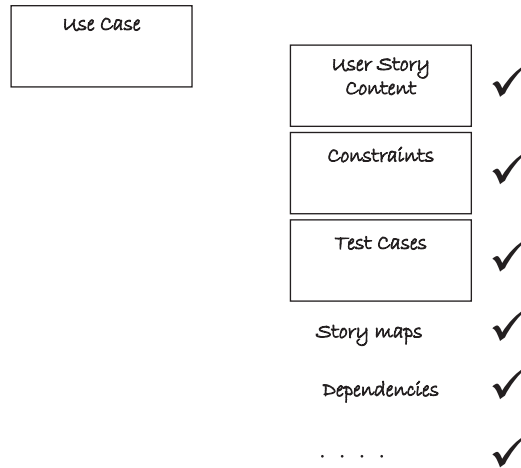 Use Case
User Story
Content
Constraints
Test Cases
Story maps
Dependencies
. . . .